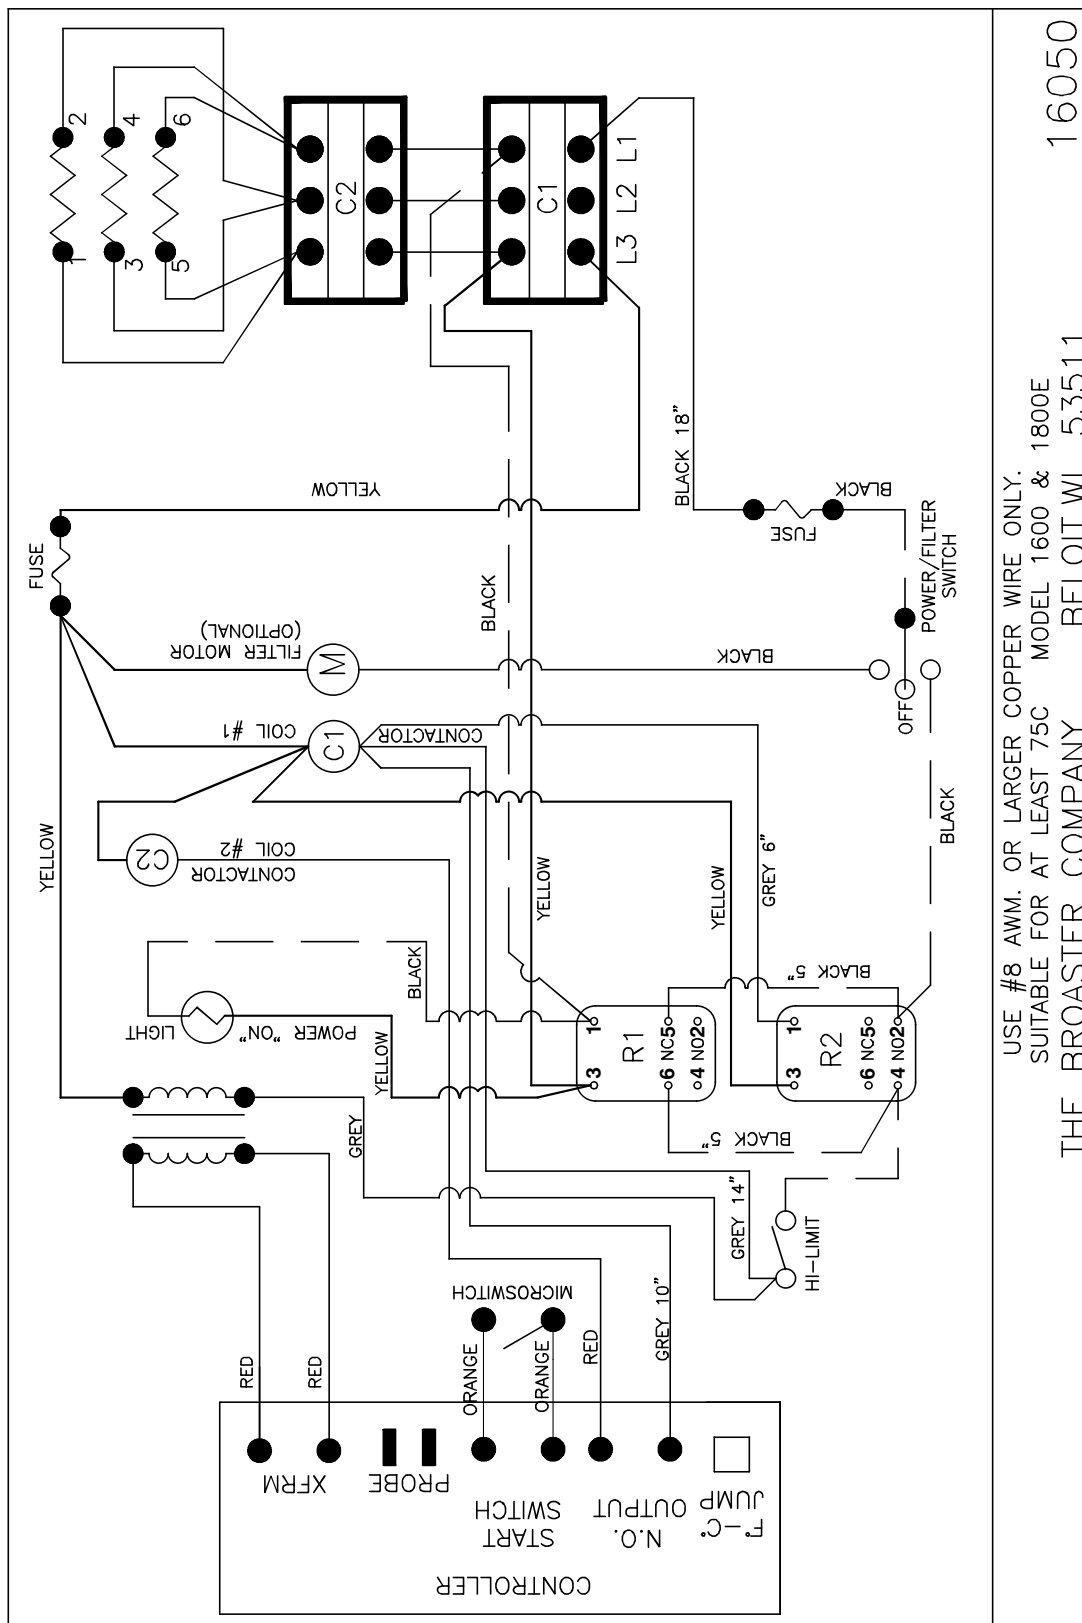 CONTROLLER
XFRM
PROBE
START
SWITCH
N.O.
OUTPUT
F°-C°
JUMP
RED
RED
ORANGE
ORANGE
MICROSWITCH
RED
GREY 10"
HI-LIMIT
GREY 14"
GREY
YELLOW
POWER "ON"
LIGHT
BLACK
BLACK 5"
BLACK 5"
R1
1
3
6 NC5
4 NO2
R2
1
3
6 NC5
4 NO2
YELLOW
C2
CONTACTOR
COIL #2
YELLOW
YELLOW
GREY 6"
BLACK
C1
CONTACTOR
COIL #1
M
FILTER MOTOR
(OPTIONAL)
BLACK
OFF
POWER/FILTER
SWITCH
BLACK
FUSE
BLACK
FUSE
YELLOW
BLACK 18"
C2
C1
L1
L2
L3
1
2
3
4
5
6
USE #8 AWM. OR LARGER COPPER WIRE ONLY.
SUITABLE FOR AT LEAST 75C MODEL 1600 & 1800E
THE BROASTER COMPANY BELOIT WI 53511 16050